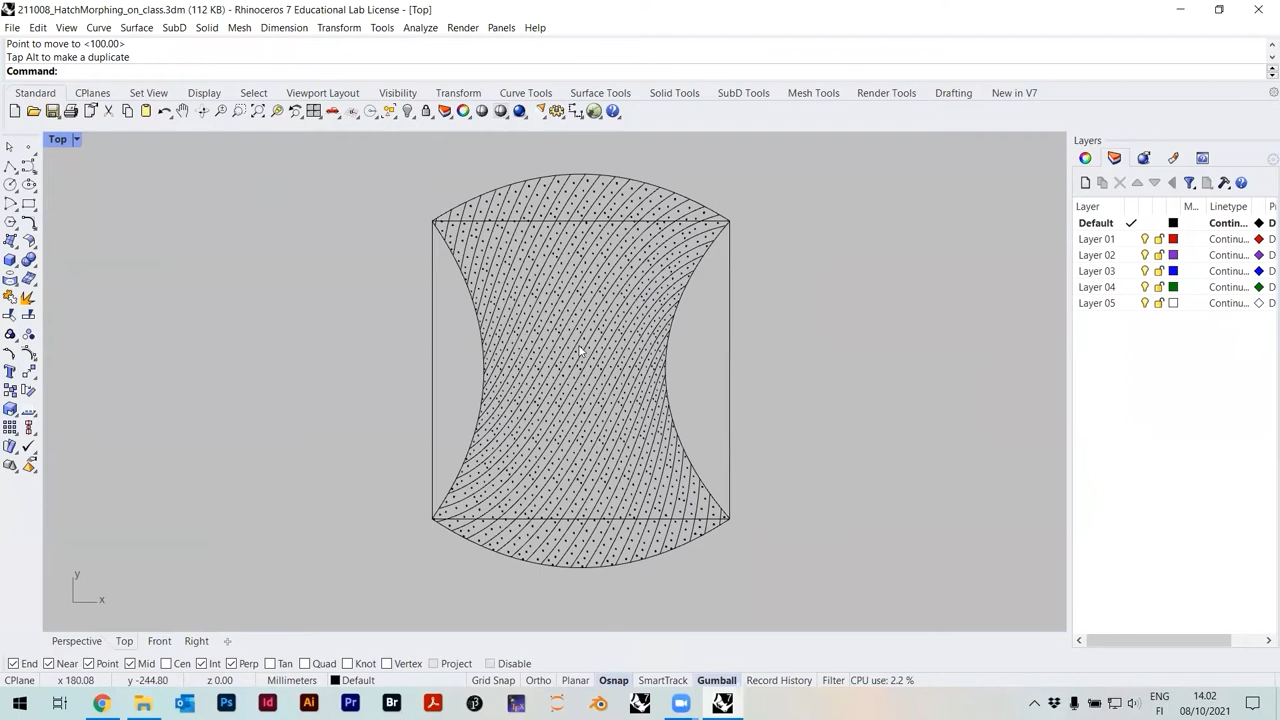 211008_HatchMorphing_on_class.3dm (112 KB) - Rhinoceros 7 Educational Lab License - [Top]
File Edit View Curve Surface SubD Solid Mesh Dimension Transform Tools Analyze Render Panels Help
Point to move to <100.00>
Tap Alt to make a duplicate
Command:
Standard CPlanes Set View Display Select Viewport Layout Visibility Transform Curve Tools Surface Tools Solid Tools SubD Tools Mesh Tools Render Tools Drafting New in V7
Top
Layers
Layer M... Linetype P
Default Contin... D
Layer 01 Continu... D
Layer 02 Continu... D
Layer 03 Continu... D
Layer 04 Continu... D
Layer 05 Continu... D
y
x
Perspective Top Front Right
End Near Point Mid Cen Int Perp Tan Quad Knot Vertex Project Disable
CPlane x 180.08 y -244.80 z 0.00 Millimeters Default Grid Snap Ortho Planar Osnap SmartTrack Gumball Record History Filter CPU use: 2.2 %
Ps Id Ai Pr Br
ENG 14.02
FI 08/10/2021